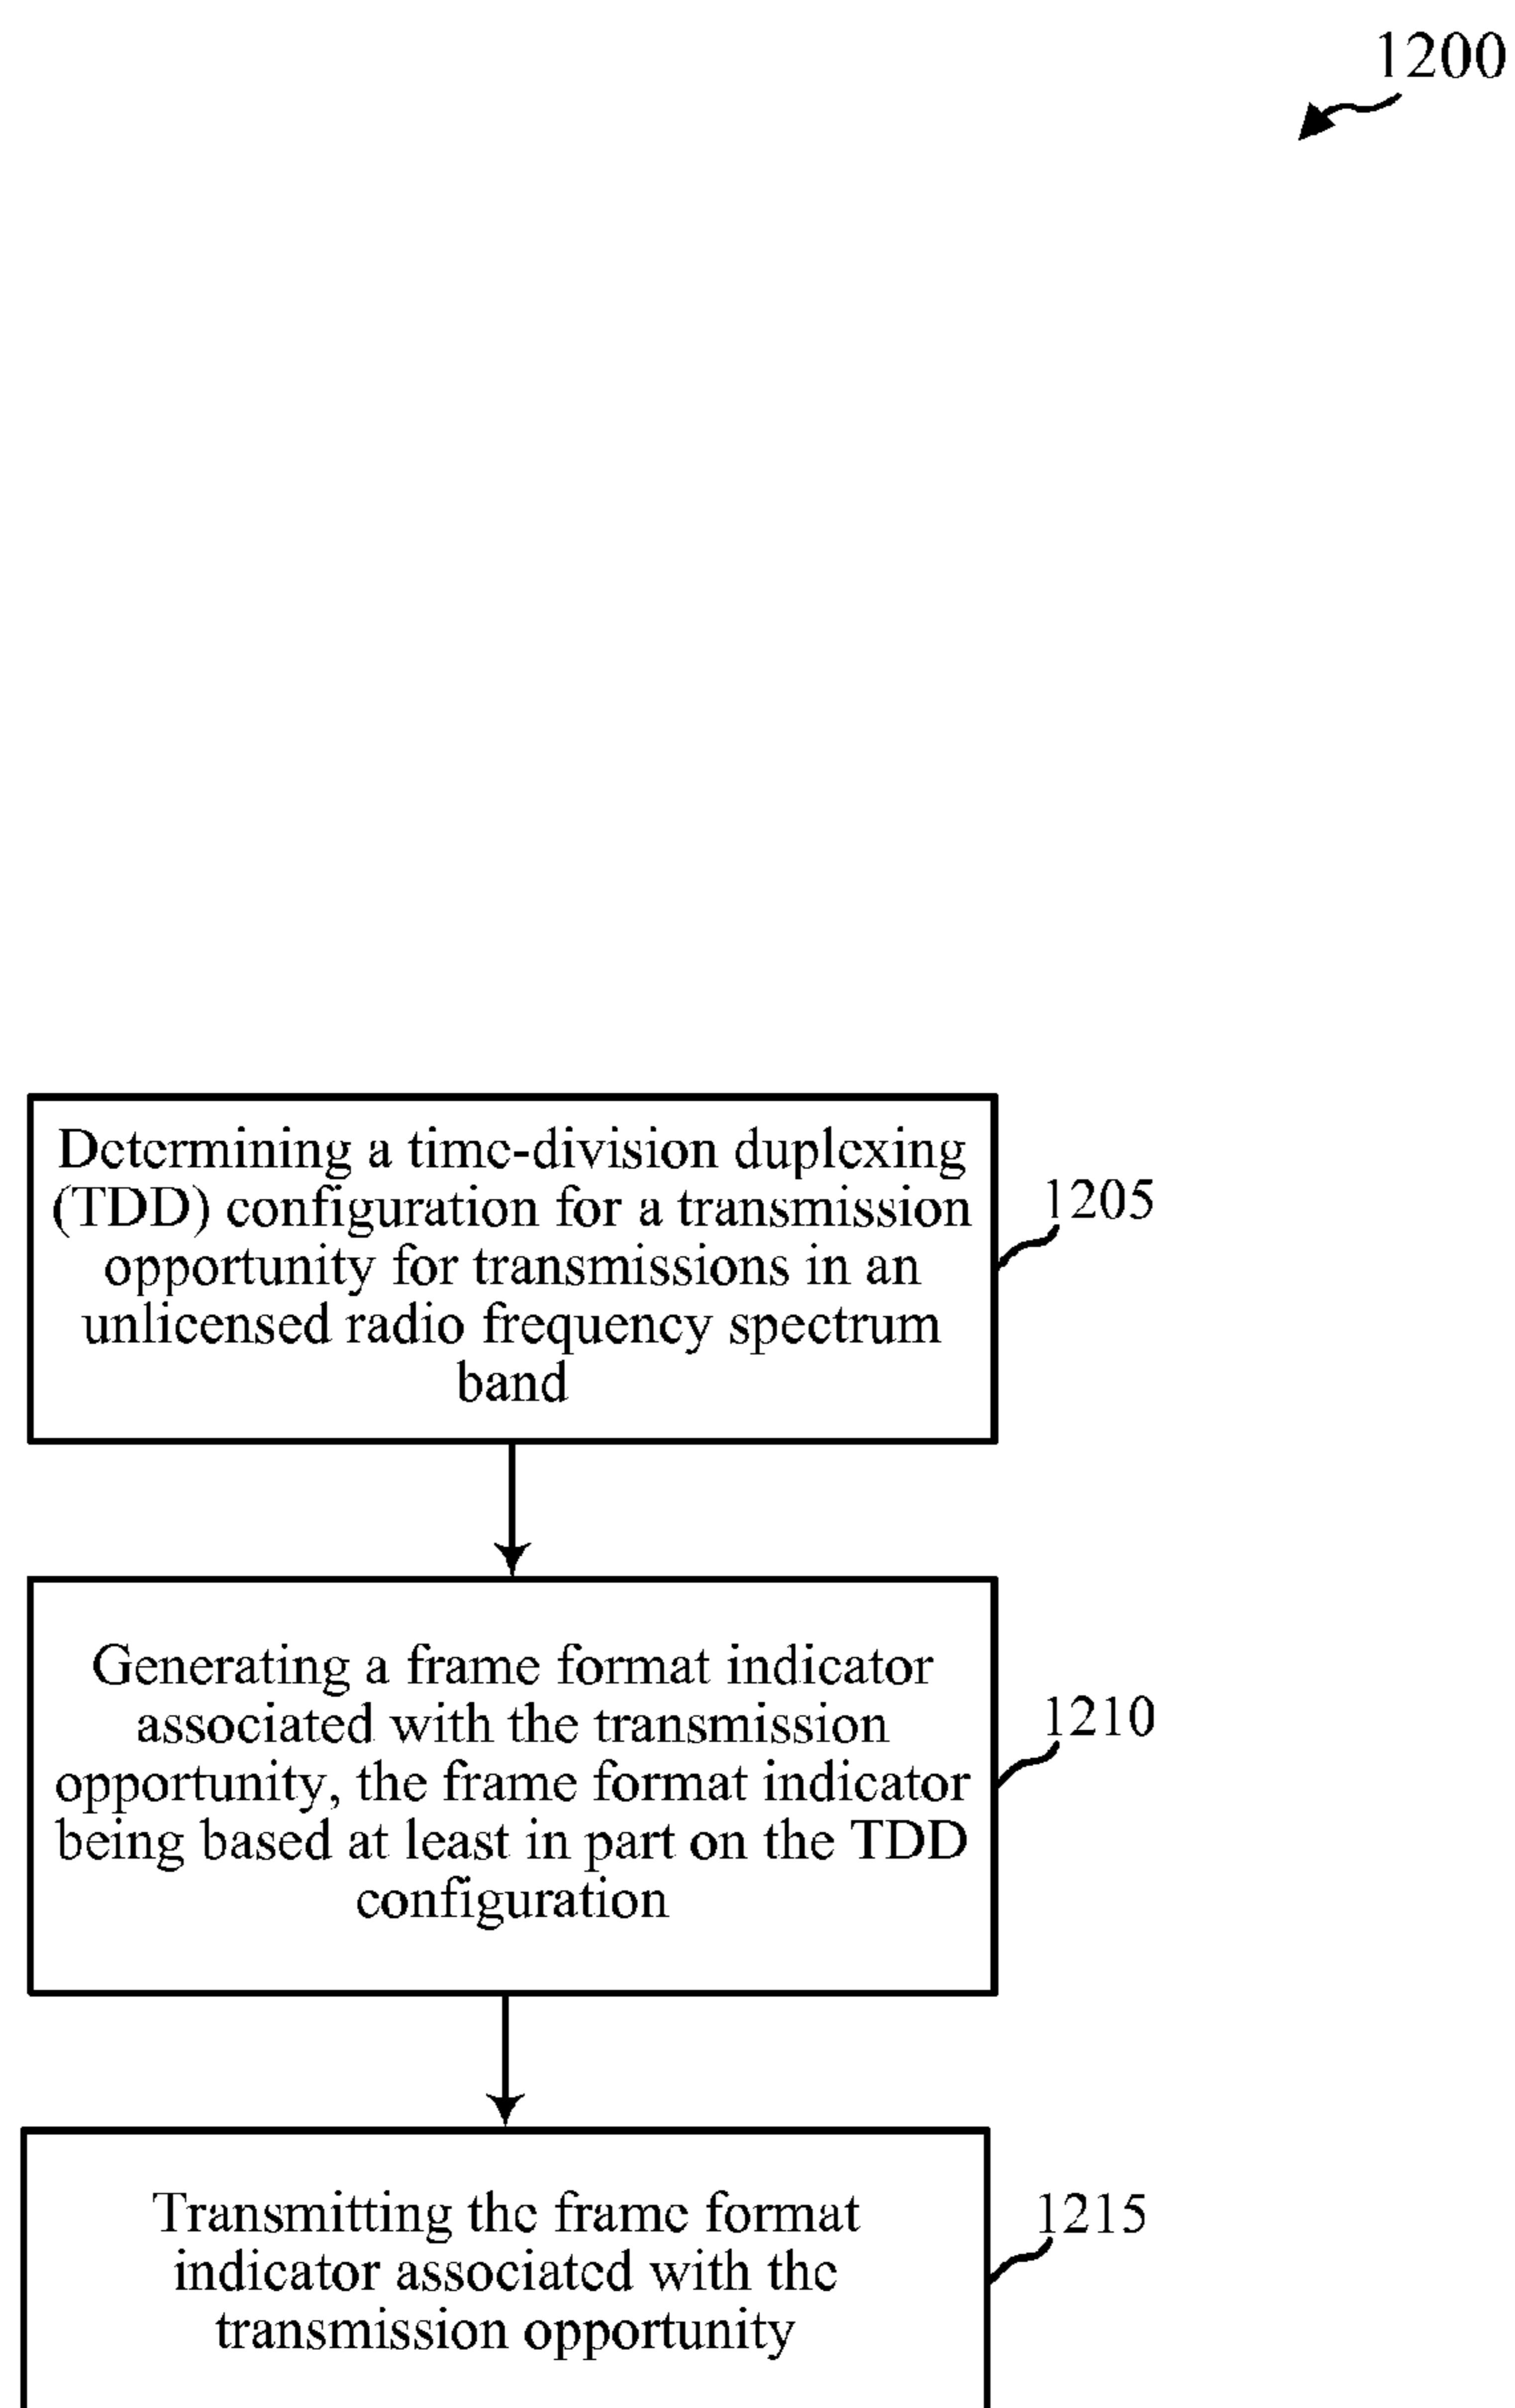 1200
Determining a time-division duplexing
(TDD) configuration for a transmission
opportunity for transmissions in an
unlicensed radio frequency spectrum
band
1205
Generating a frame format indicator
associated with the transmission
opportunity, the frame format indicator
being based at least in part on the TDD
configuration
1210
Transmitting the frame format
indicator associated with the
transmission opportunity
1215